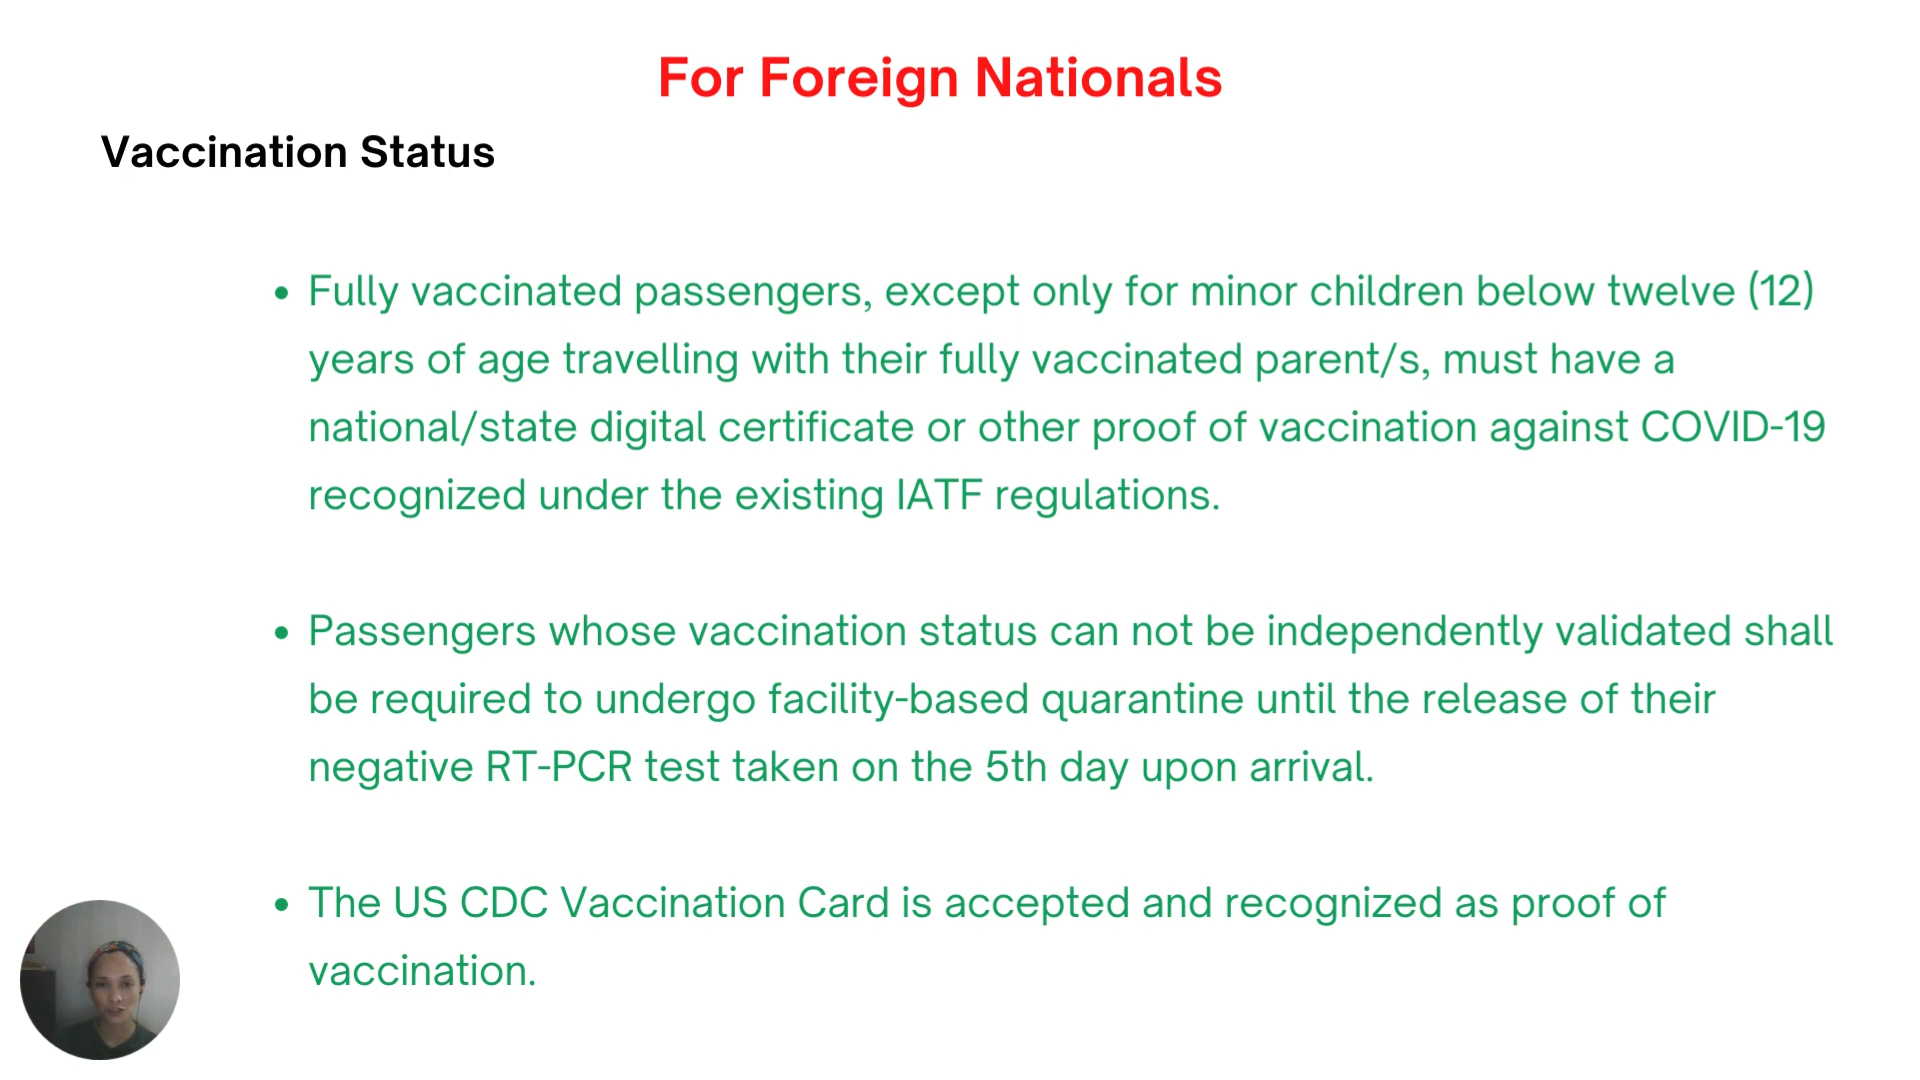 For Foreign Nationals
Vaccination Status
• Fully vaccinated passengers, except only for minor children below twelve (12)
years of age travelling with their fully vaccinated parent/s, must have a
national/state digital certificate or other proof of vaccination against COVID-19
recognized under the existing IATF regulations.
• Passengers whose vaccination status can not be independently validated shall
be required to undergo facility-based quarantine until the release of their
negative RT-PCR test taken on the 5th day upon arrival.
• The US CDC Vaccination Card is accepted and recognized as proof of
vaccination.